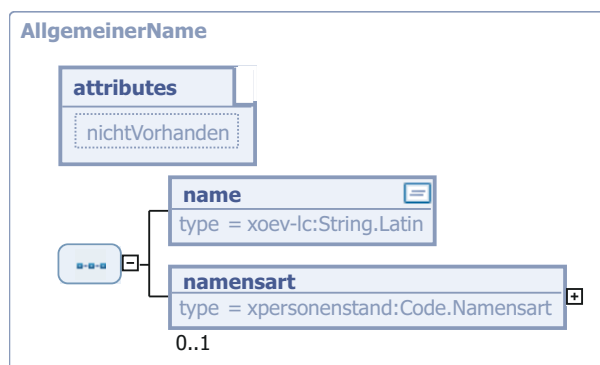 AllgemeinerName
attributes
nichtVorhanden
name
type = xoev-lc:String.Latin
namensart
type = xpersonenstand:Code.Namensart
0..1